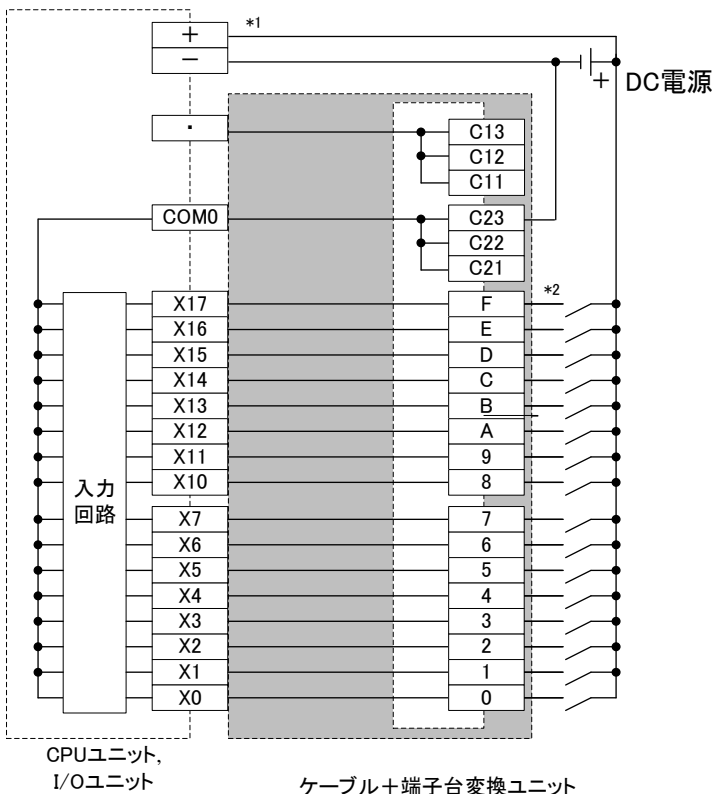 *1
+
−
+ DC電源
・
C13
C12
C11
COM0
C23
C22
C21
*2
X17 F
X16 E
X15 D
X14 C
X13 B
X12 A
X11 9
X10 8
入力
回路
X7 7
X6 6
X5 5
X4 4
X3 3
X2 2
X1 1
X0 0
CPUユニット,
I/Oユニット
ケーブル+端子台変換ユニット